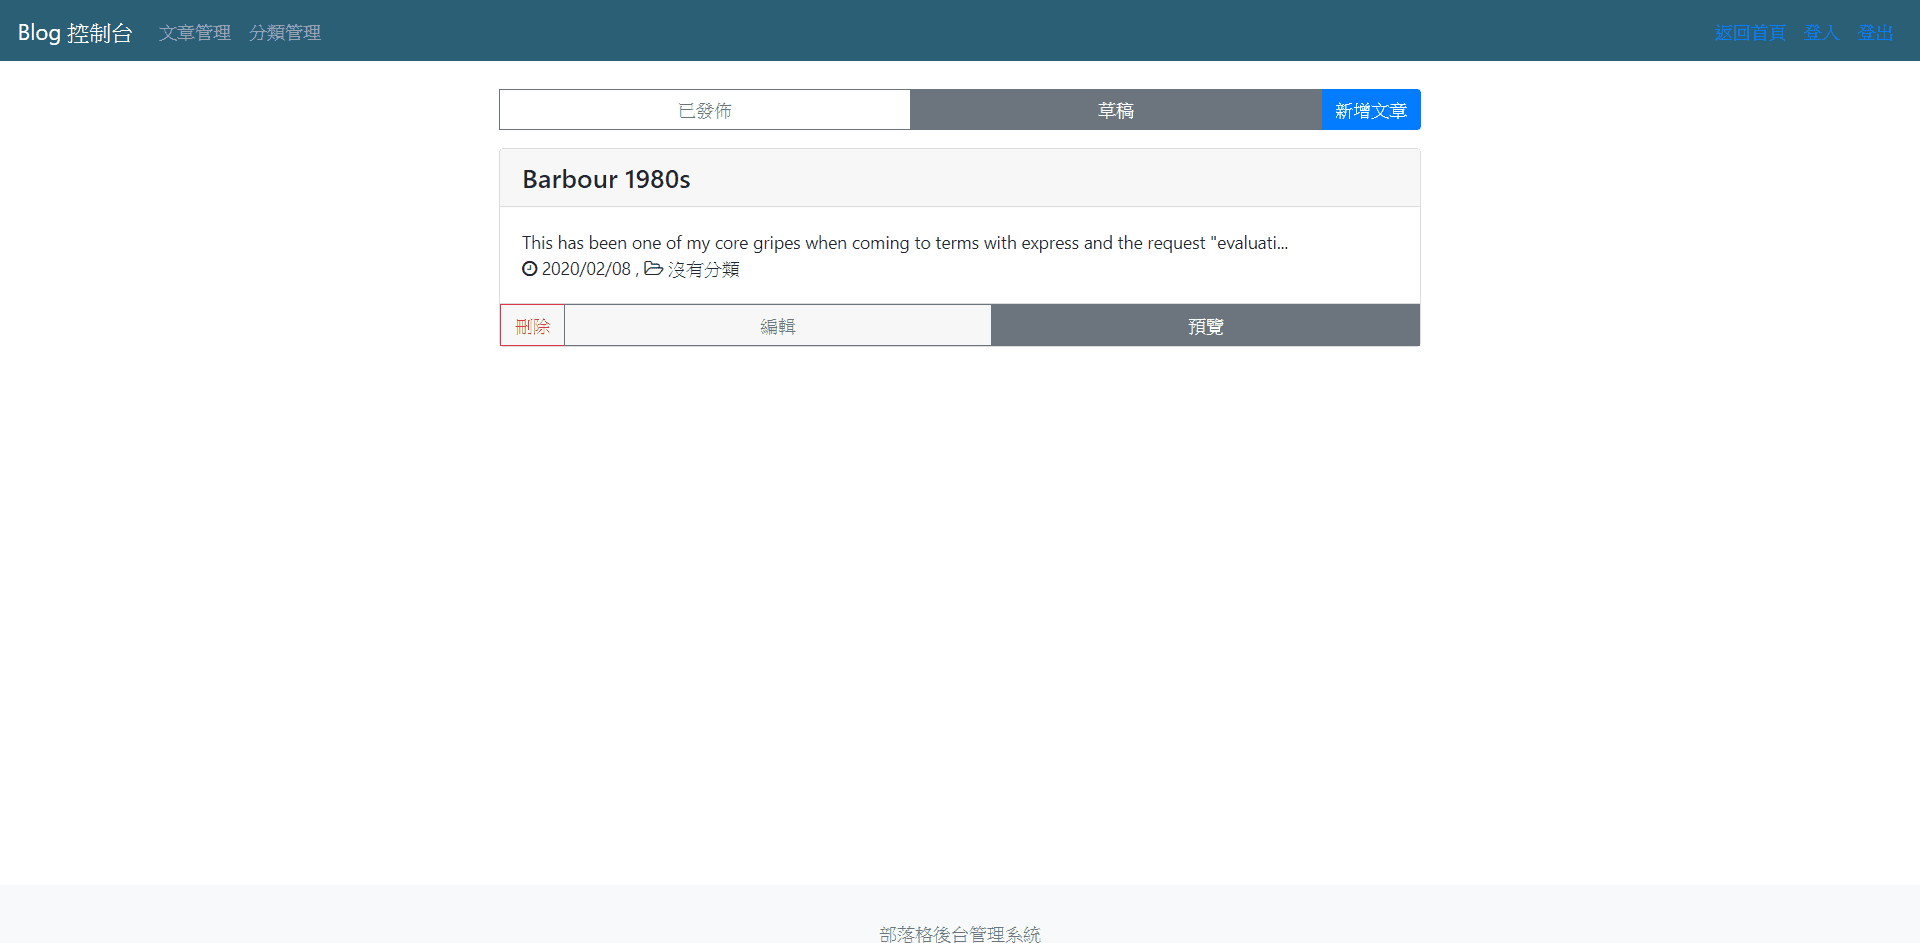 Blog 控制台 文章管理 分類管理 返回首頁 登入 登出
已發佈 草稿 新增文章
Barbour 1980s
This has been one of my core gripes when coming to terms with express and the request "evaluati...
2020/02/08 , 沒有分類
刪除 編輯 預覽
部落格後台管理系統